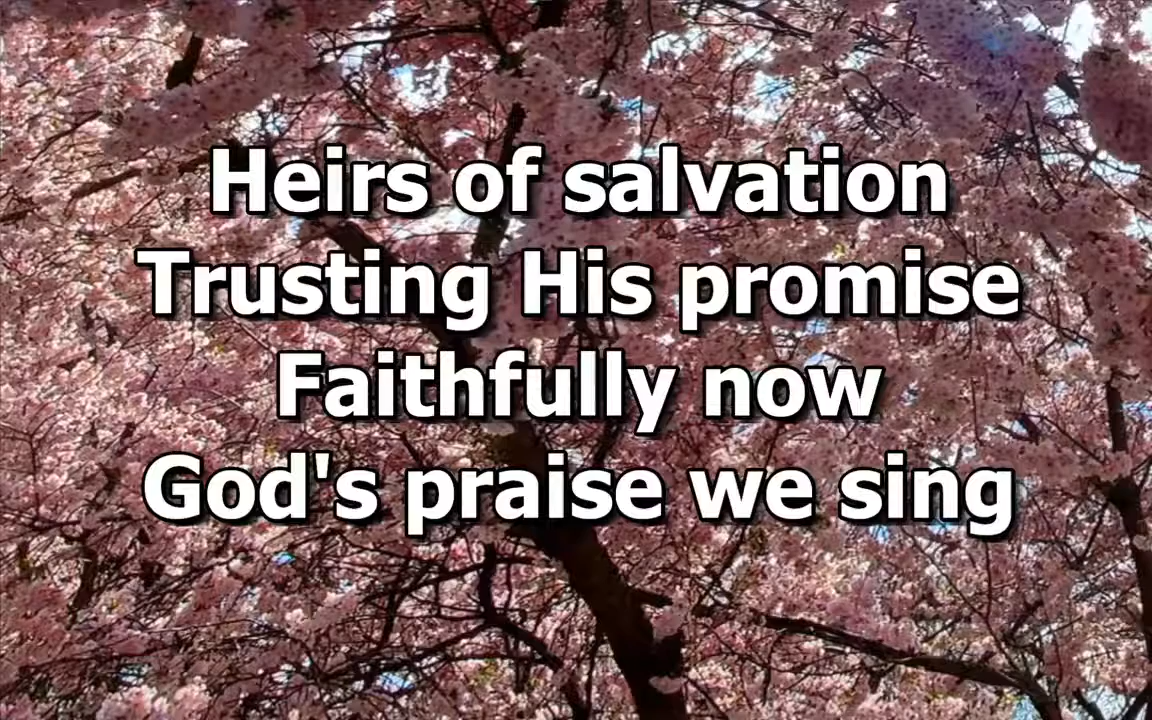 Heirs of salvation
Trusting His promise
Faithfully now
God's praise we sing